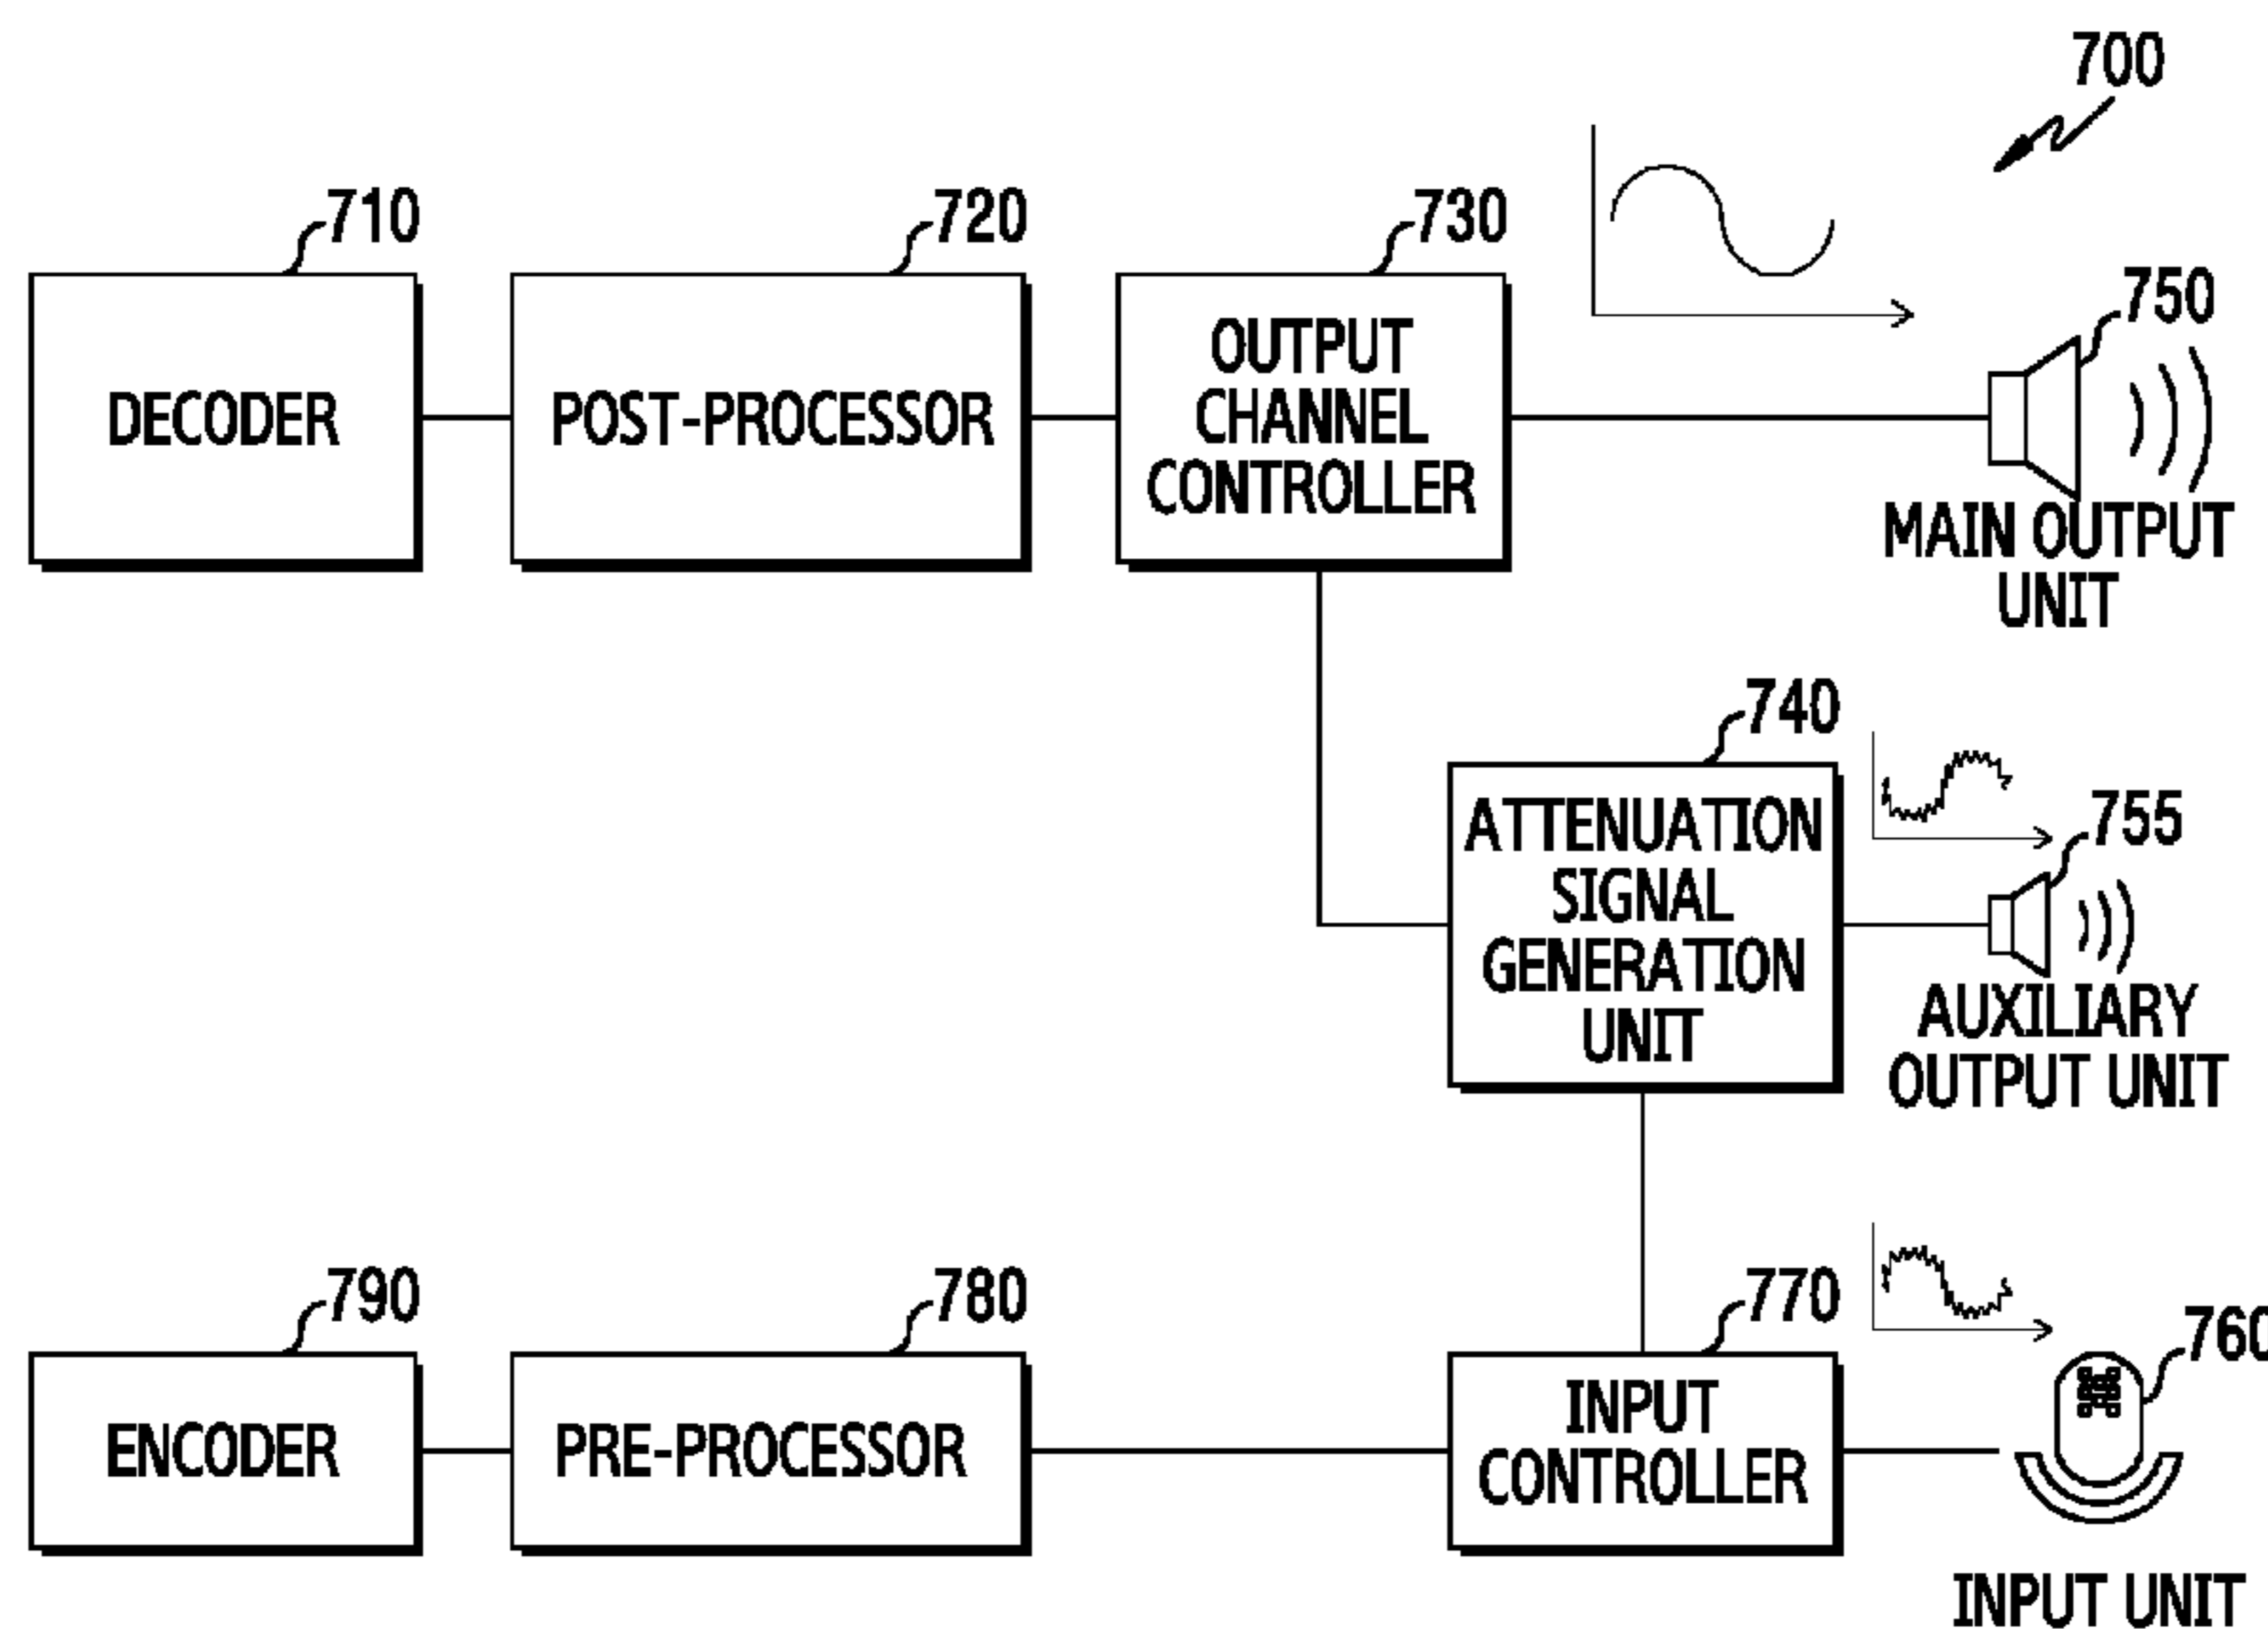 700
710
720
730
DECODER
POST-PROCESSOR
OUTPUT
CHANNEL
CONTROLLER
750
MAIN OUTPUT
UNIT
740
ATTENUATION
SIGNAL
GENERATION
UNIT
755
AUXILIARY
OUTPUT UNIT
790
780
770
760
ENCODER
PRE-PROCESSOR
INPUT
CONTROLLER
INPUT UNIT